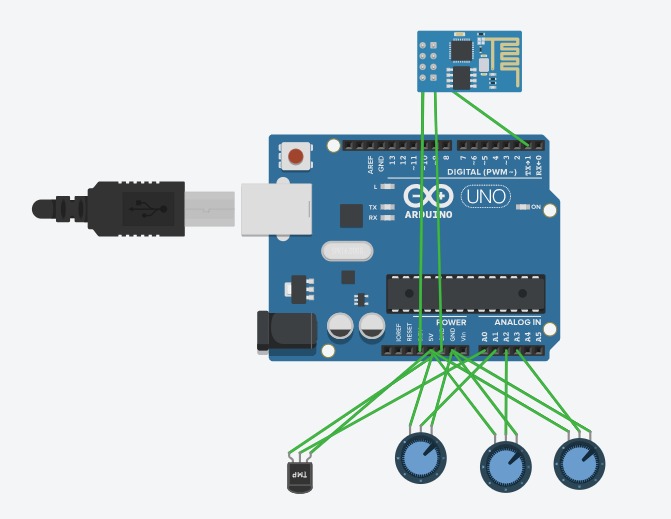 AREF
GND
13
12
~11
~10
~9
8
7
~6
~5
4
~3
2
TX→1
RX←0
DIGITAL (PWM~)
L
TX
RX
ARDUINO
UNO
ON
POWER
ANALOG IN
IOREF
RESET
5V
GND
Vin
A0
A1
A2
A3
A4
A5
TMP